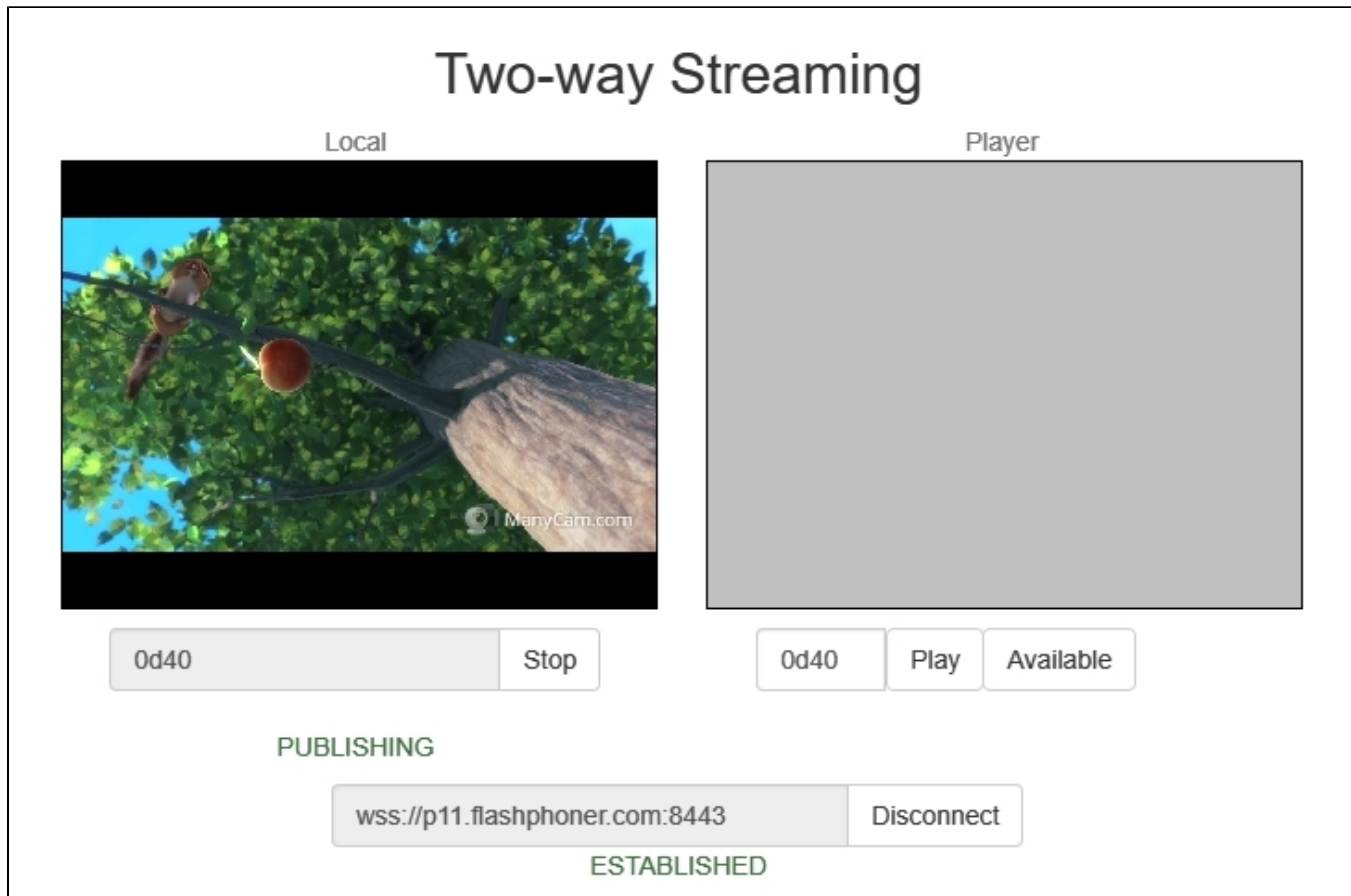 Two-way Streaming
Local
Player
ManyCam.com
0d40
Stop
0d40
Play
Available
PUBLISHING
wss://p11.flashphoner.com:8443
Disconnect
ESTABLISHED